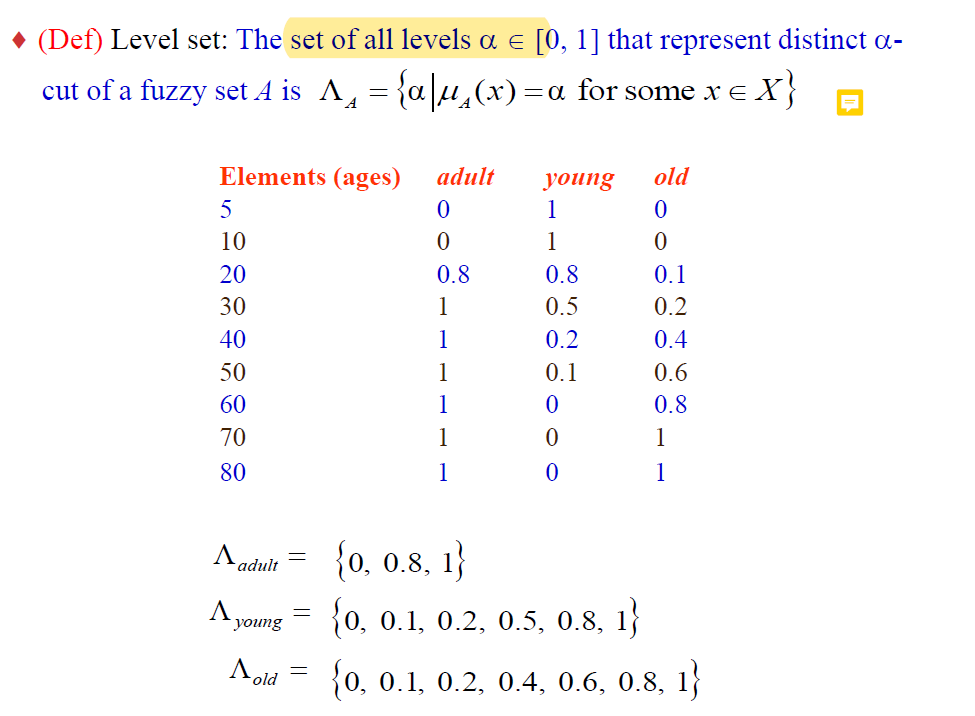 ♦ (Def) Level set: The set of all levels α ∈ [0, 1] that represent distinct α-
cut of a fuzzy set A is Λ_A = {α|μ_A(x) = α for some x ∈ X}
Elements (ages) adult young old
5 0 1 0
10 0 1 0
20 0.8 0.8 0.1
30 1 0.5 0.2
40 1 0.2 0.4
50 1 0.1 0.6
60 1 0 0.8
70 1 0 1
80 1 0 1
Λ_adult = {0, 0.8, 1}
Λ_young = {0, 0.1, 0.2, 0.5, 0.8, 1}
Λ_old = {0, 0.1, 0.2, 0.4, 0.6, 0.8, 1}